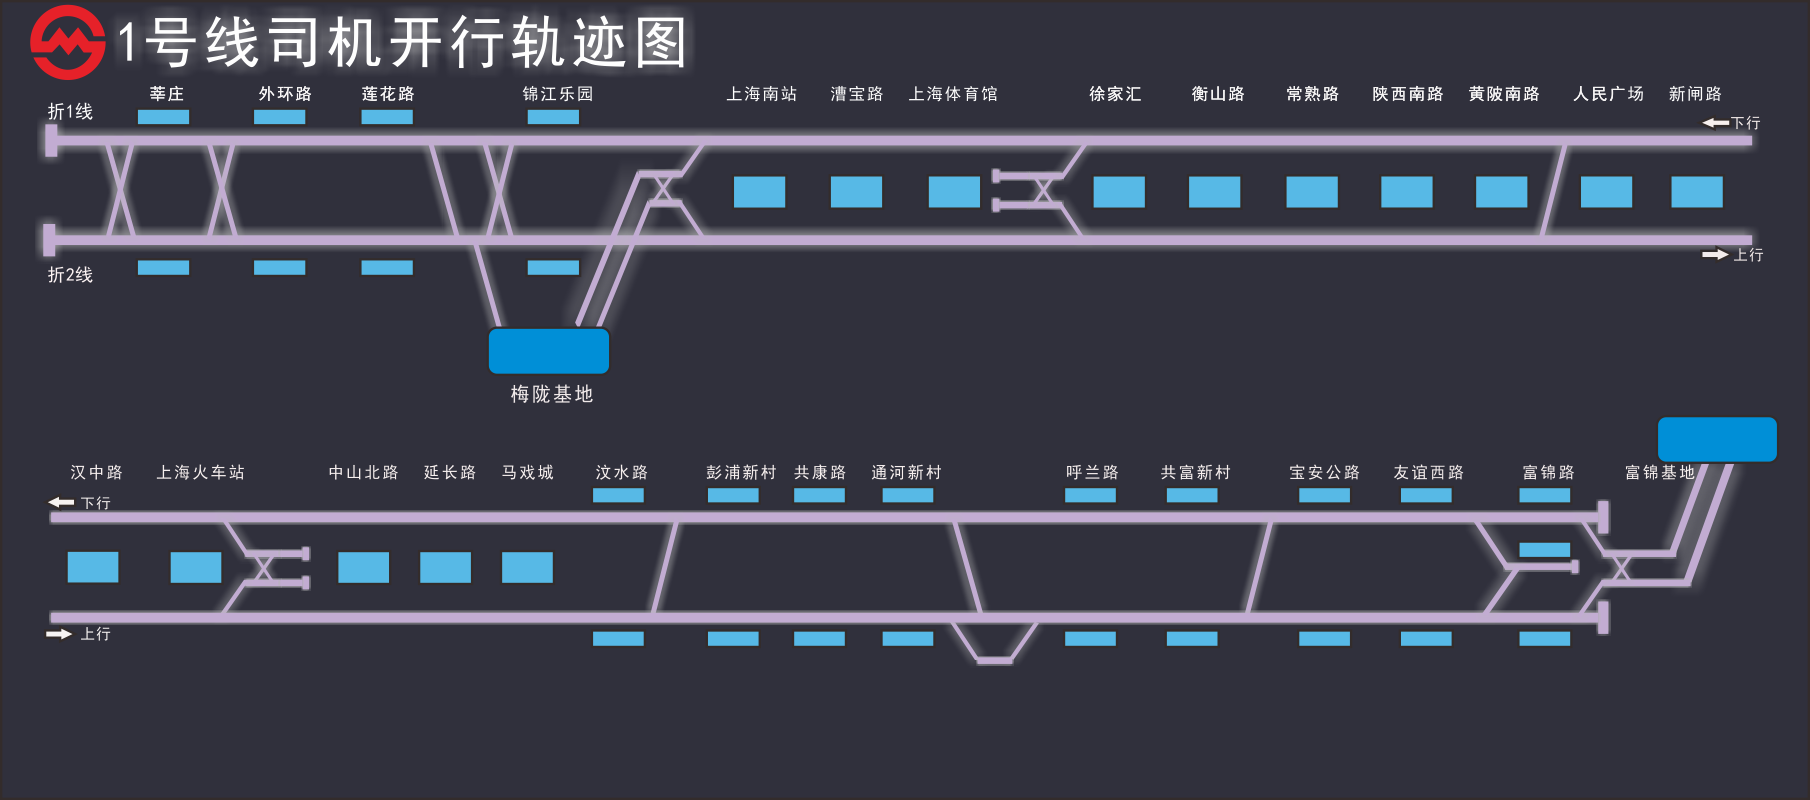 1号线司机开行轨迹图
莘庄 外环路 莲花路 锦江乐园 上海南站 漕宝路 上海体育馆 徐家汇 衡山路 常熟路 陕西南路 黄陂南路 人民广场 新闸路
折1线
下行
上行
折2线
梅陇基地
汉中路 上海火车站 中山北路 延长路 马戏城 汶水路 彭浦新村 共康路 通河新村 呼兰路 共富新村 宝安公路 友谊西路 富锦路 富锦基地
下行
上行